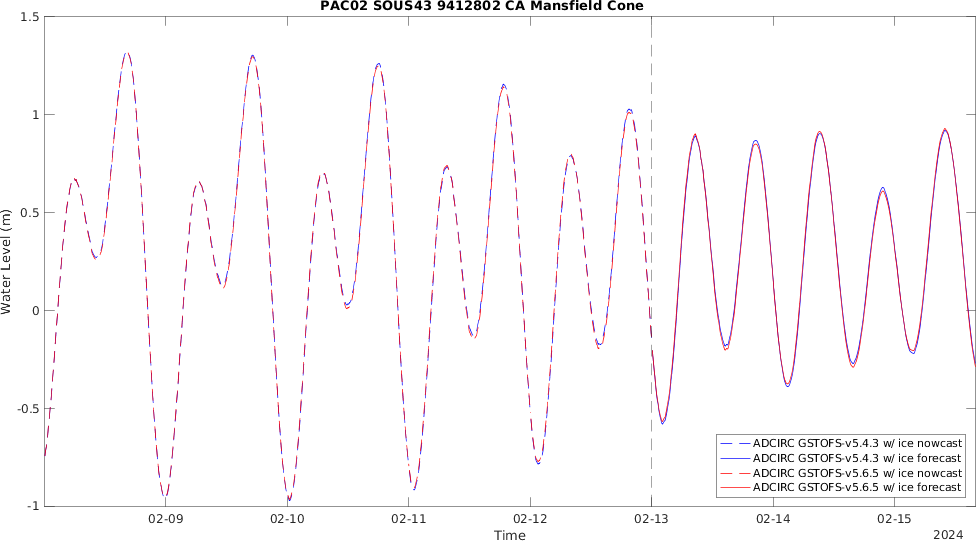 PAC02 SOUS43 9412802 CA Mansfield Cone
1.5
1
0.5
0
-0.5
-1
Water Level (m)
02-09
02-10
02-11
02-12
02-13
02-14
02-15
Time
2024
ADCIRC GSTOFS-v5.4.3 w/ ice nowcast
ADCIRC GSTOFS-v5.4.3 w/ ice forecast
ADCIRC GSTOFS-v5.6.5 w/ ice nowcast
ADCIRC GSTOFS-v5.6.5 w/ ice forecast